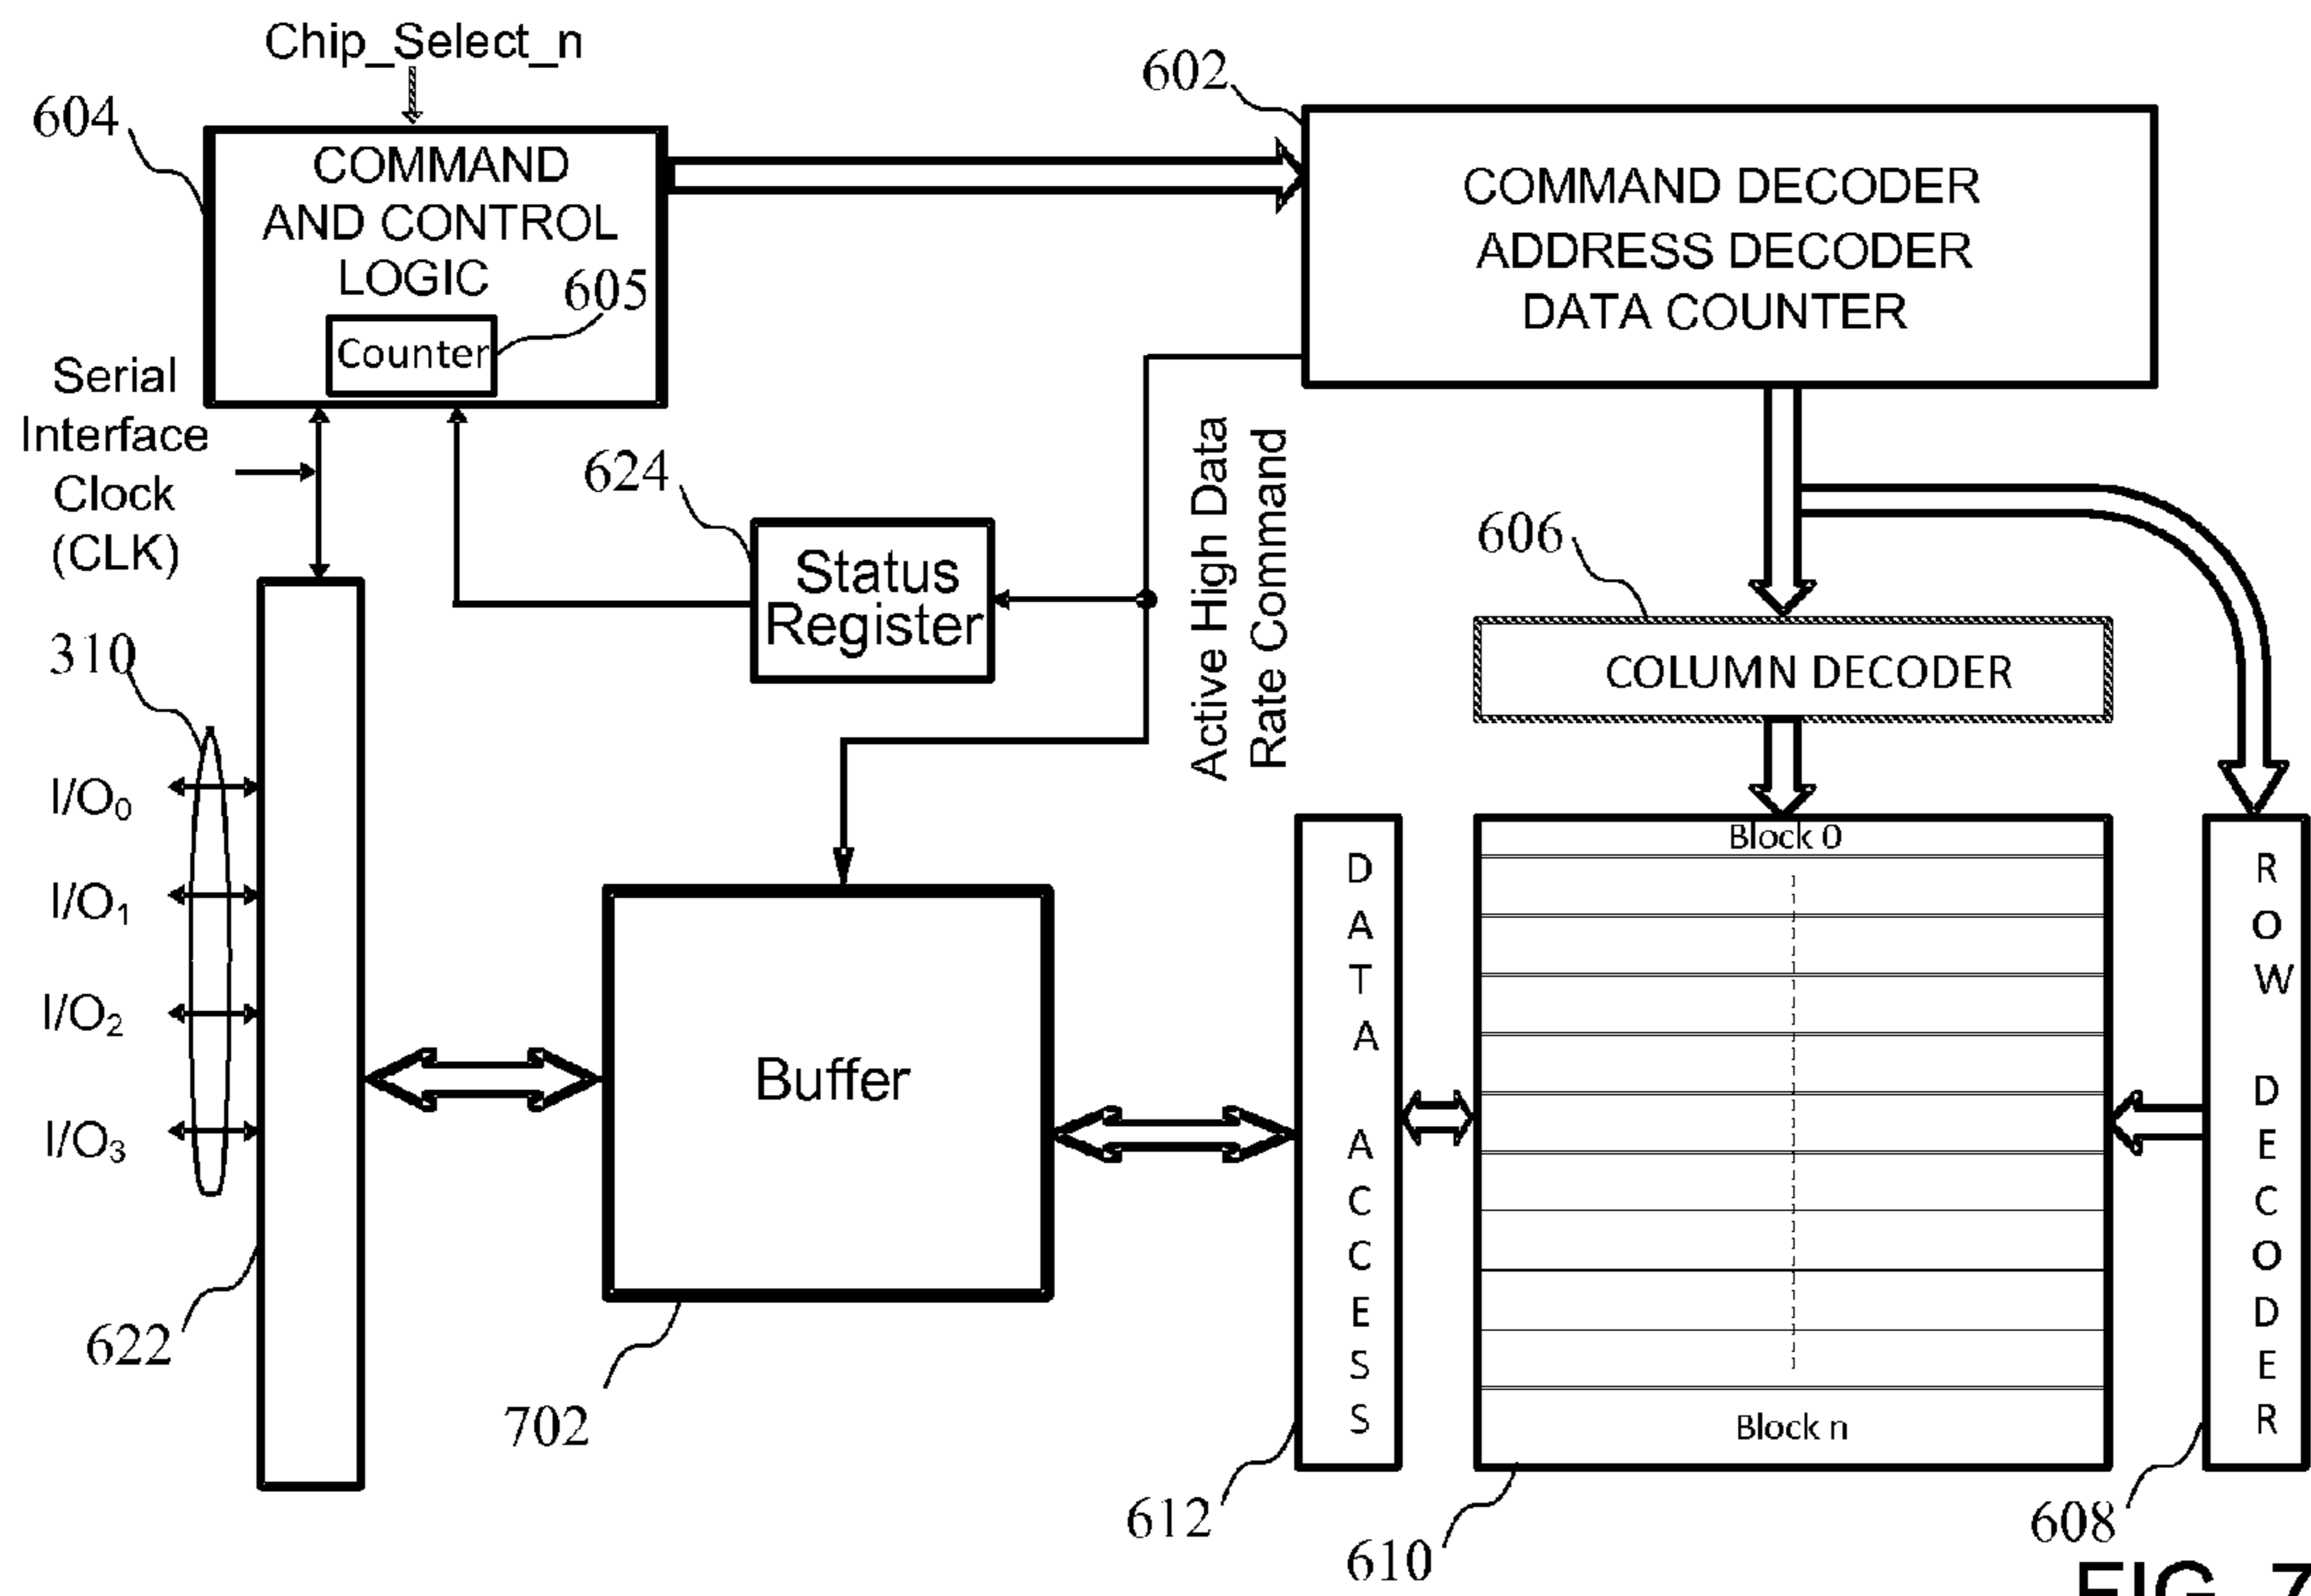 Chip_Select_n
604
602
COMMAND
AND CONTROL
LOGIC
605
Counter
COMMAND DECODER
ADDRESS DECODER
DATA COUNTER
Serial
Interface
Clock
(CLK)
624
Status
Register
Active High Data
Rate Command
606
COLUMN DECODER
310
I/O0
I/O1
I/O2
I/O3
622
Buffer
702
DATA ACCESS
612
Block 0
Block n
610
ROW DECODER
608
FIG. 7